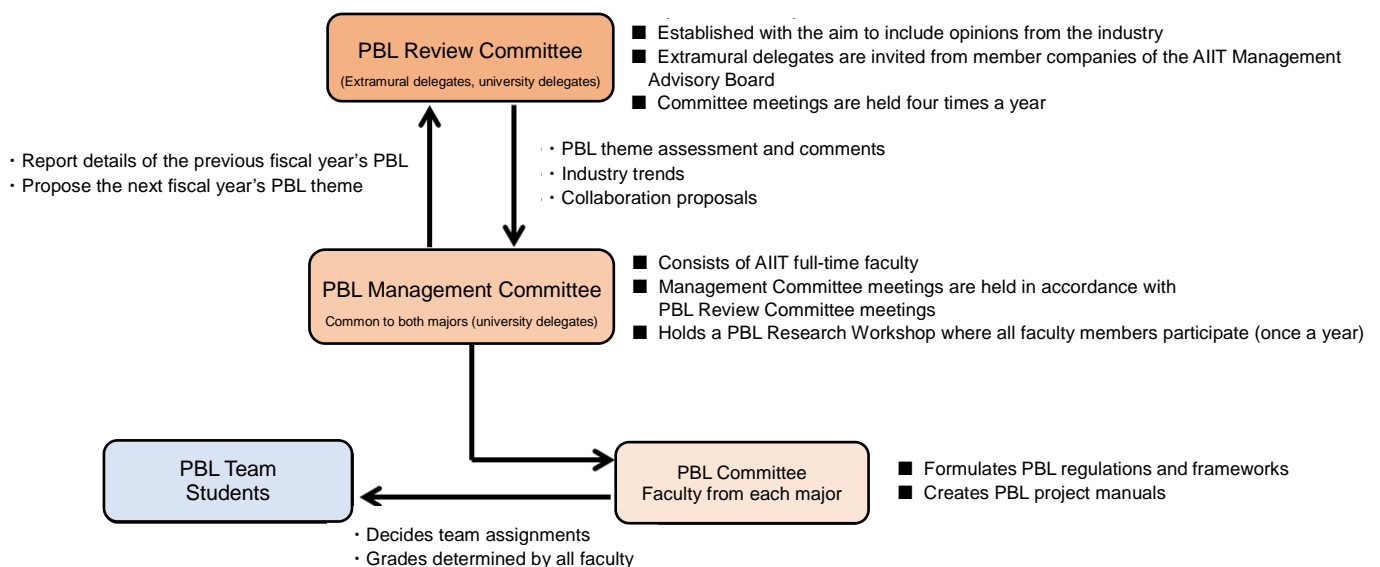 PBL Review Committee
(Extramural delegates, university delegates)
■ Established with the aim to include opinions from the industry
■ Extramural delegates are invited from member companies of the AIIT Management
Advisory Board
■ Committee meetings are held four times a year
・Report details of the previous fiscal year's PBL
・Propose the next fiscal year's PBL theme
・PBL theme assessment and comments
・Industry trends
・Collaboration proposals
PBL Management Committee
Common to both majors (university delegates)
■ Consists of AIIT full-time faculty
■ Management Committee meetings are held in accordance with
PBL Review Committee meetings
■ Holds a PBL Research Workshop where all faculty members participate (once a year)
PBL Team
Students
PBL Committee
Faculty from each major
■ Formulates PBL regulations and frameworks
■ Creates PBL project manuals
・Decides team assignments
・Grades determined by all faculty